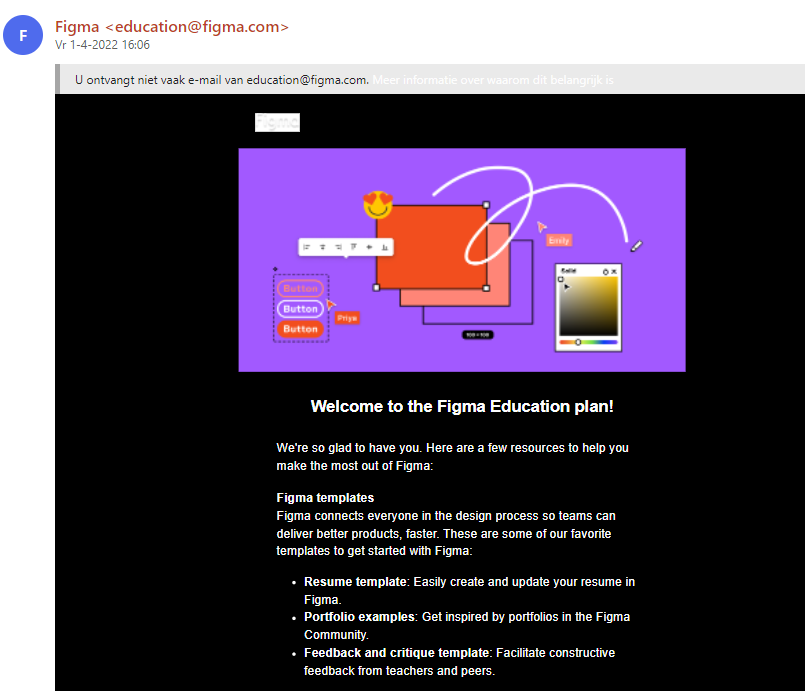 F
Figma <education@figma.com>
Vr 1-4-2022 16:06
U ontvangt niet vaak e-mail van education@figma.com. Meer informatie over waarom dit belangrijk is
Figma
Emily
Solid
Button
Button
Priya
Button
100 × 100
Welcome to the Figma Education plan!
We're so glad to have you. Here are a few resources to help you
make the most out of Figma:
Figma templates
Figma connects everyone in the design process so teams can
deliver better products, faster. These are some of our favorite
templates to get started with Figma:
• Resume template: Easily create and update your resume in
Figma.
• Portfolio examples: Get inspired by portfolios in the Figma
Community.
• Feedback and critique template: Facilitate constructive
feedback from teachers and peers.